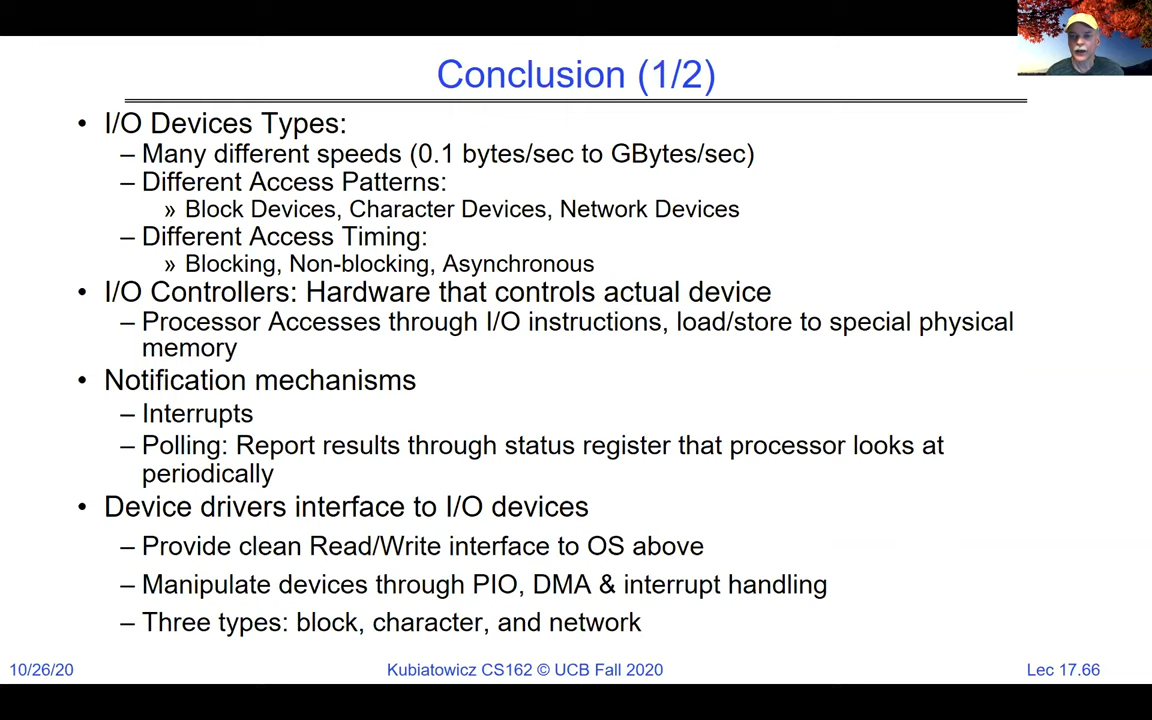 Conclusion (1/2)
• I/O Devices Types:
– Many different speeds (0.1 bytes/sec to GBytes/sec)
– Different Access Patterns:
» Block Devices, Character Devices, Network Devices
– Different Access Timing:
» Blocking, Non-blocking, Asynchronous
• I/O Controllers: Hardware that controls actual device
– Processor Accesses through I/O instructions, load/store to special physical
memory
• Notification mechanisms
– Interrupts
– Polling: Report results through status register that processor looks at
periodically
• Device drivers interface to I/O devices
– Provide clean Read/Write interface to OS above
– Manipulate devices through PIO, DMA & interrupt handling
– Three types: block, character, and network
10/26/20
Kubiatowicz CS162 © UCB Fall 2020
Lec 17.66